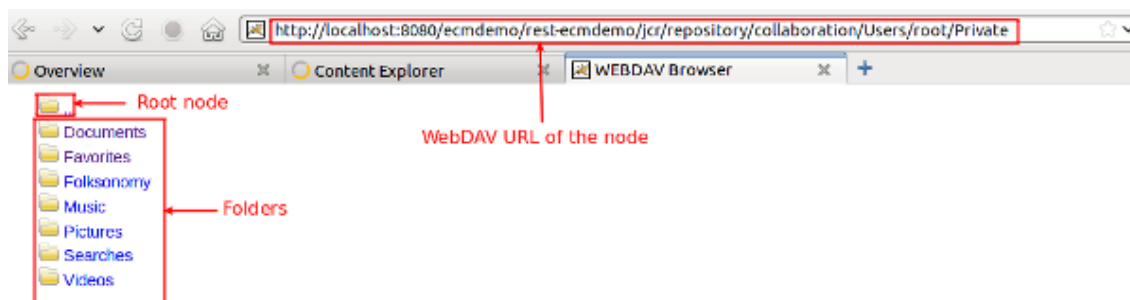 http://localhost:8080/ecmdemo/rest-ecmdemo/jcr/repository/collaboration/Users/root/Private
Overview
Content Explorer
WEBDAV Browser
..
Root node
WebDAV URL of the node
Documents
Favorites
Folksonomy
Music
Folders
Pictures
Searches
Videos